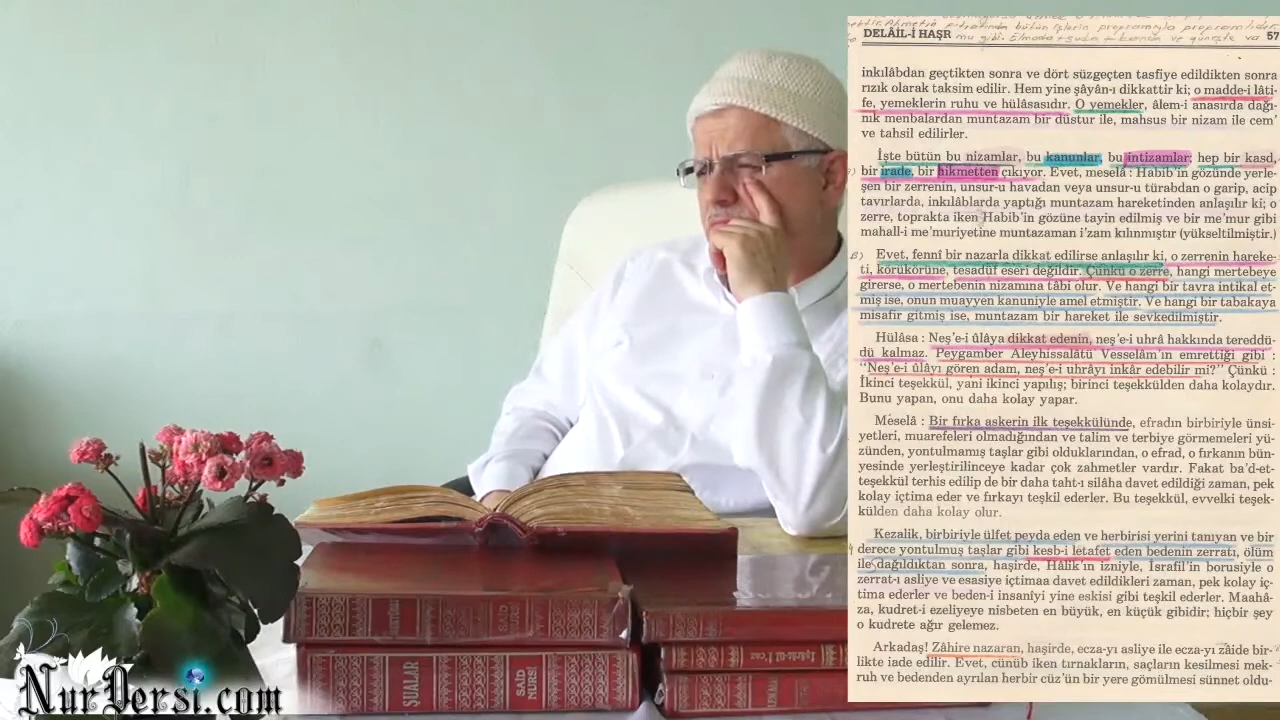 DELÂİL-İ HAŞR
57
inkılâbdan geçtikten sonra ve dört süzgeçten tasfiye edildikten sonra
rızık olarak taksim edilir. Hem yine şâyân-ı dikkattir ki; o madde-i lâti-
fe, yemeklerin ruhu ve hülâsasıdır. O yemekler, âlem-i anasırda dağı-
nık menbalardan muntazam bir düstur ile, mahsus bir nizam ile cem'
ve tahsil edilirler.
İşte bütün bu nizamlar, bu kanunlar, bu intizamlar; hep bir kasd,
bir irade, bir hikmetten çıkıyor. Evet, meselâ: Habib'in gözünde yerle-
şen bir zerrenin, unsur-u havadan veya unsur-u türabdan o garip, acip
tavırlarda, inkılâblarda yaptığı muntazam hareketinden anlaşılır ki; o
zerre, toprakta iken Habib'in gözüne tayin edilmiş ve bir me'mur gibi
mahall-i me'muriyetine muntazaman i'zam kılınmıştır (yükseltilmiştir.)
Evet, fennî bir nazarla dikkat edilirse anlaşılır ki, o zerrenin hareke-
ti, körükörüne, tesadüf eseri değildir. Çünkü o zerre, hangi mertebeye
girerse, o mertebenin nizamına tâbi olur. Ve hangi bir tavra intikal et-
miş ise, onun muayyen kanuniyle amel etmiştir. Ve hangi bir tabakaya
misafir gitmiş ise, muntazam bir hareket ile sevkedilmiştir.
Hülâsa: Neş'e-i ûlâya dikkat edenin, neş'e-i uhrâ hakkında tereddü-
dü kalmaz. Peygamber Aleyhissalâtü Vesselâm'ın emrettiği gibi:
"Neş'e-i ûlâyı gören adam, neş'e-i uhrâyı inkâr edebilir mi?" Çünkü:
İkinci teşekkül, yani ikinci yapılış; birinci teşekkülden daha kolaydır.
Bunu yapan, onu daha kolay yapar.
Meselâ: Bir fırka askerin ilk teşekkülünde, efradın birbiriyle ünsi-
yetleri, muarefeleri olmadığından ve talim ve terbiye görmemeleri yü-
zünden, yontulmamış taşlar gibi olduklarından, o efrad, o fırkanın bün-
yesinde yerleştirilinceye kadar çok zahmetler vardır. Fakat ba'd-et-
teşekkül terhis edilip de bir daha taht-ı silâha davet edildiği zaman, pek
kolay içtima eder ve fırkayı teşkil ederler. Bu teşekkül, evvelki teşek-
külden daha kolay olur.
Kezalik, birbiriyle ülfet peyda eden ve herbirisi yerini tanıyan ve bir
derece yontulmuş taşlar gibi kesb-i letafet eden bedenin zerratı, ölüm
ile dağıldıktan sonra, haşirde, Hâlik'ın izniyle, İsrafil'in borusiyle o
zerrat-ı asliye ve esasiye içtimaa davet edildikleri zaman, pek kolay iç-
tima ederler ve beden-i insanîyi yine eskisi gibi teşkil ederler. Maahâ-
za, kudret-i ezeliyeye nisbeten en büyük, en küçük gibidir; hiçbir şey
o kudrete ağır gelemez.
Arkadaş! Zâhire nazaran, haşirde, ecza-yı asliye ile ecza-yı zâide bir-
likte iade edilir. Evet, cünüb iken tırnakların, saçların kesilmesi mek-
ruh ve bedenden ayrılan herbir cüz'ün bir yere gömülmesi sünnet oldu-
ŞUALAR
SAİD
NURSİ
NurDersi.com